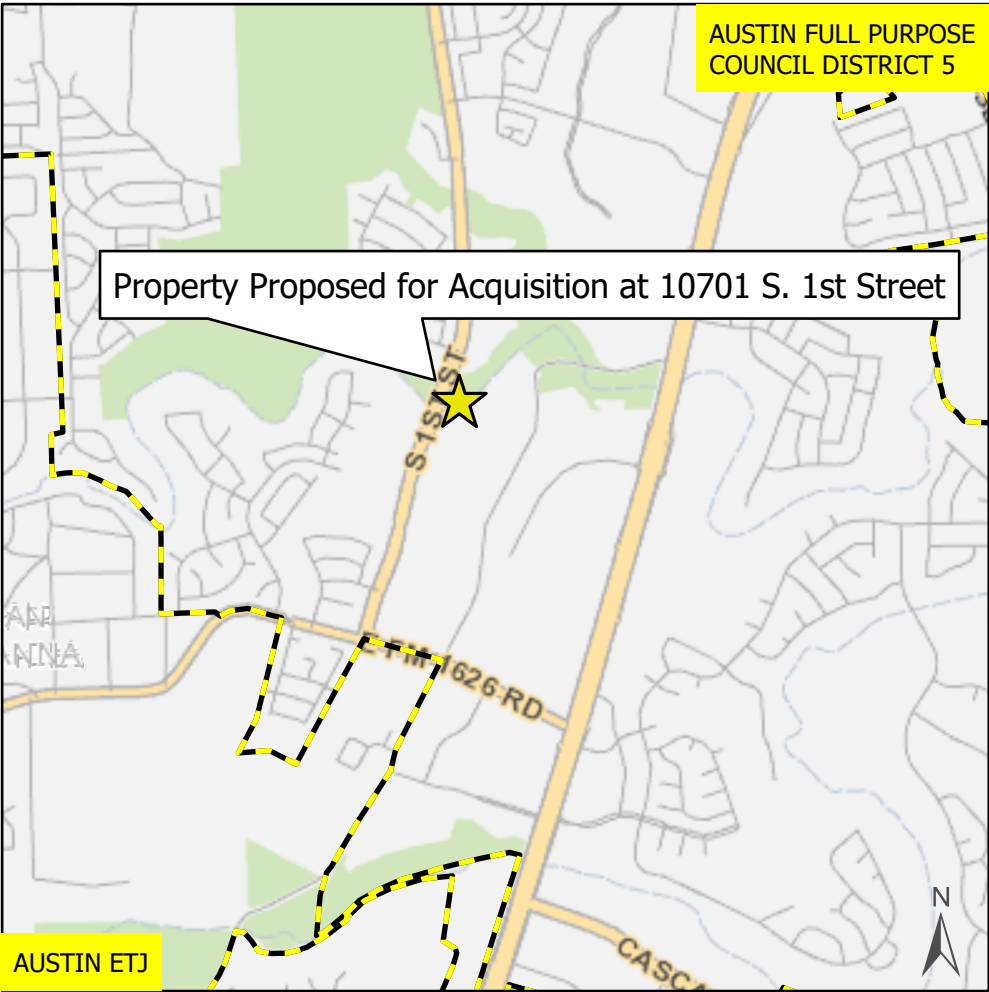 AUSTIN FULL PURPOSE
COUNCIL DISTRICT 5
Property Proposed for Acquisition at 10701 S. 1st Street
S 1ST ST
E FM 1626 RD
N
AUSTIN ETJ